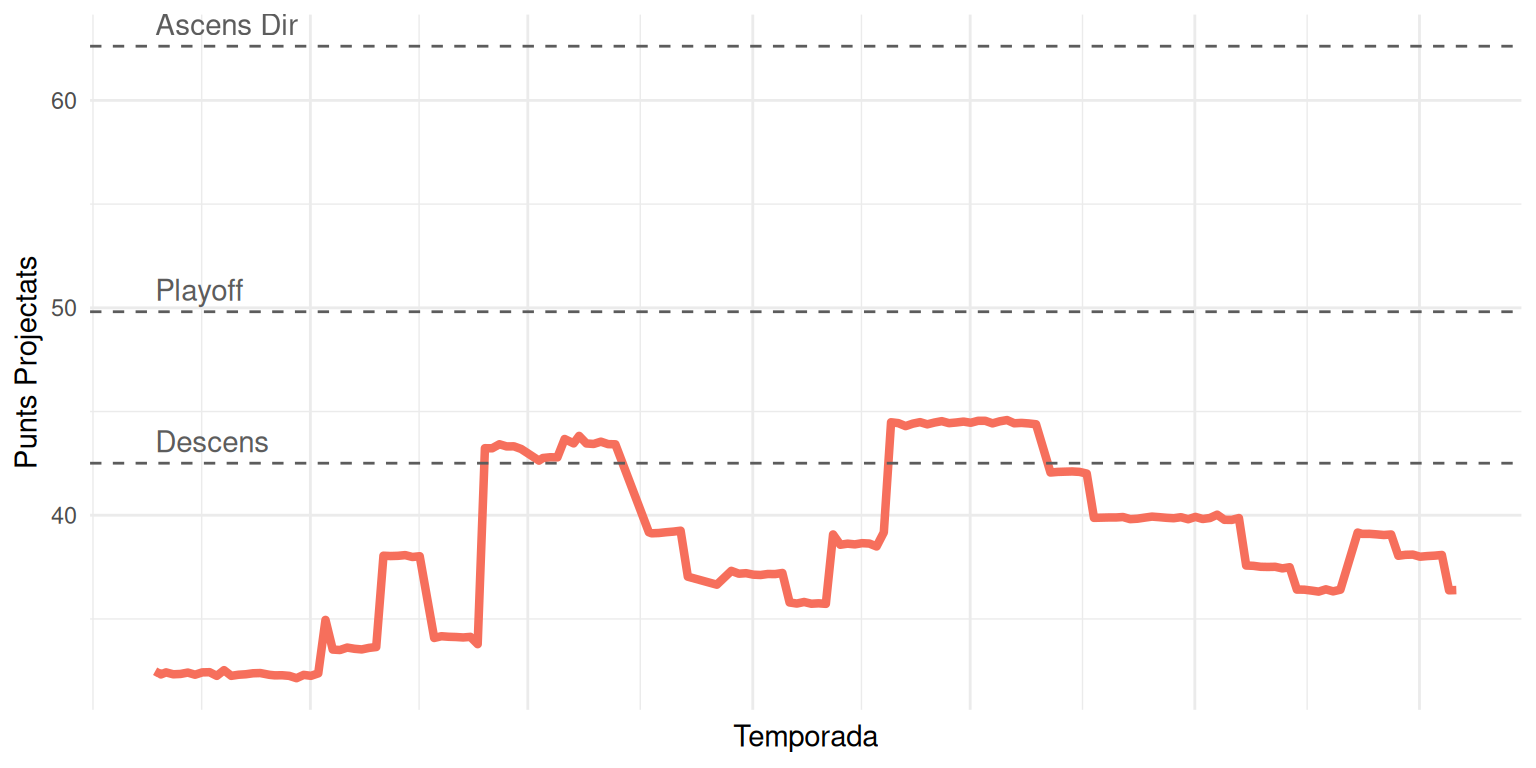 Ascens Dir
60
Playoff
50
Descens
40
Punts Projectats
Temporada